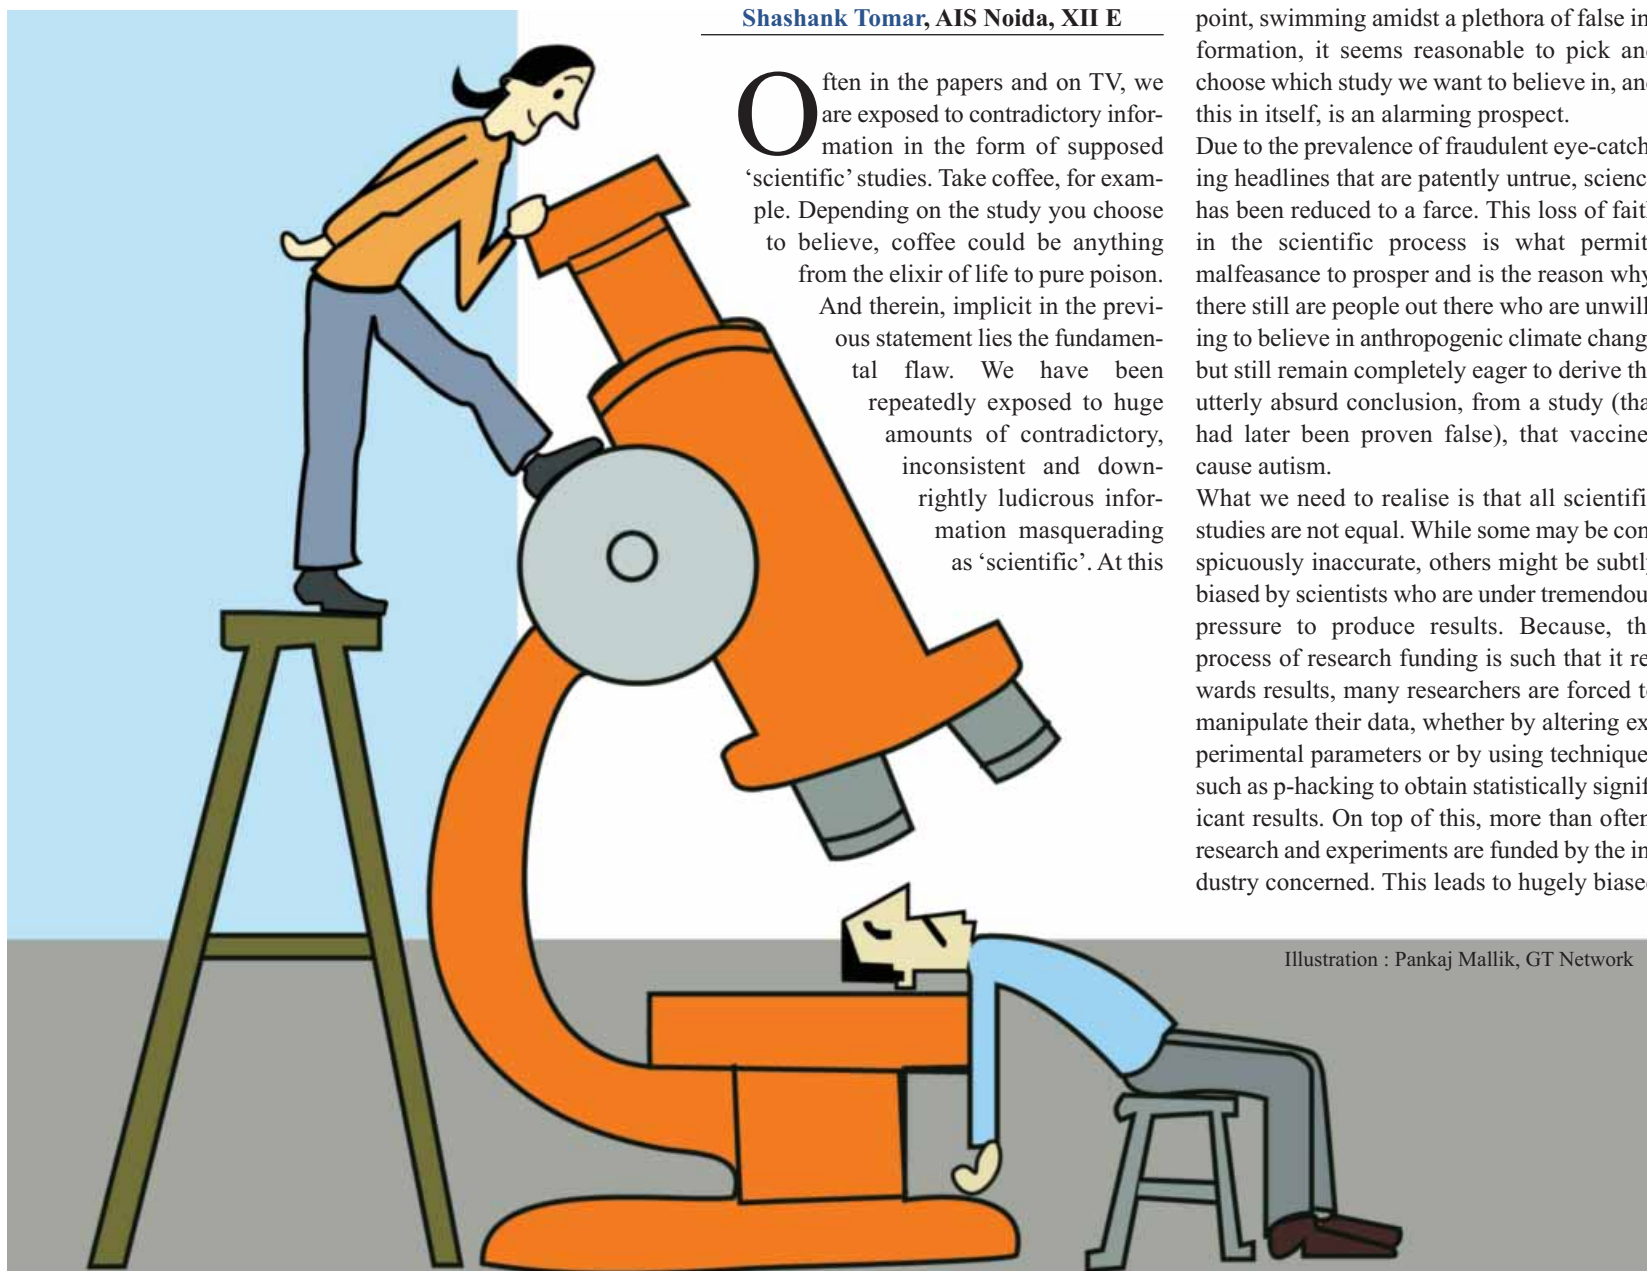 Shashank Tomar, AIS Noida, XII E
Often in the papers and on TV, we
are exposed to contradictory infor-
mation in the form of supposed
‘scientific’ studies. Take coffee, for exam-
ple. Depending on the study you choose
to believe, coffee could be anything
from the elixir of life to pure poison.
And therein, implicit in the previ-
ous statement lies the fundamen-
tal flaw. We have been
repeatedly exposed to huge
amounts of contradictory,
inconsistent and down-
rightly ludicrous infor-
mation masquerading
as ‘scientific’. At this
point, swimming amidst a plethora of false in
formation, it seems reasonable to pick and
choose which study we want to believe in, and
this in itself, is an alarming prospect.
Due to the prevalence of fraudulent eye-catch
ing headlines that are patently untrue, scienc
has been reduced to a farce. This loss of faith
in the scientific process is what permit
malfeasance to prosper and is the reason why
there still are people out there who are unwill
ing to believe in anthropogenic climate chang
but still remain completely eager to derive th
utterly absurd conclusion, from a study (tha
had later been proven false), that vaccine
cause autism.
What we need to realise is that all scientifi
studies are not equal. While some may be con
spicuously inaccurate, others might be subtly
biased by scientists who are under tremendou
pressure to produce results. Because, th
process of research funding is such that it re
wards results, many researchers are forced to
manipulate their data, whether by altering ex
perimental parameters or by using technique
such as p-hacking to obtain statistically signif
icant results. On top of this, more than often
research and experiments are funded by the in
dustry concerned. This leads to hugely biased
Illustration : Pankaj Mallik, GT Network